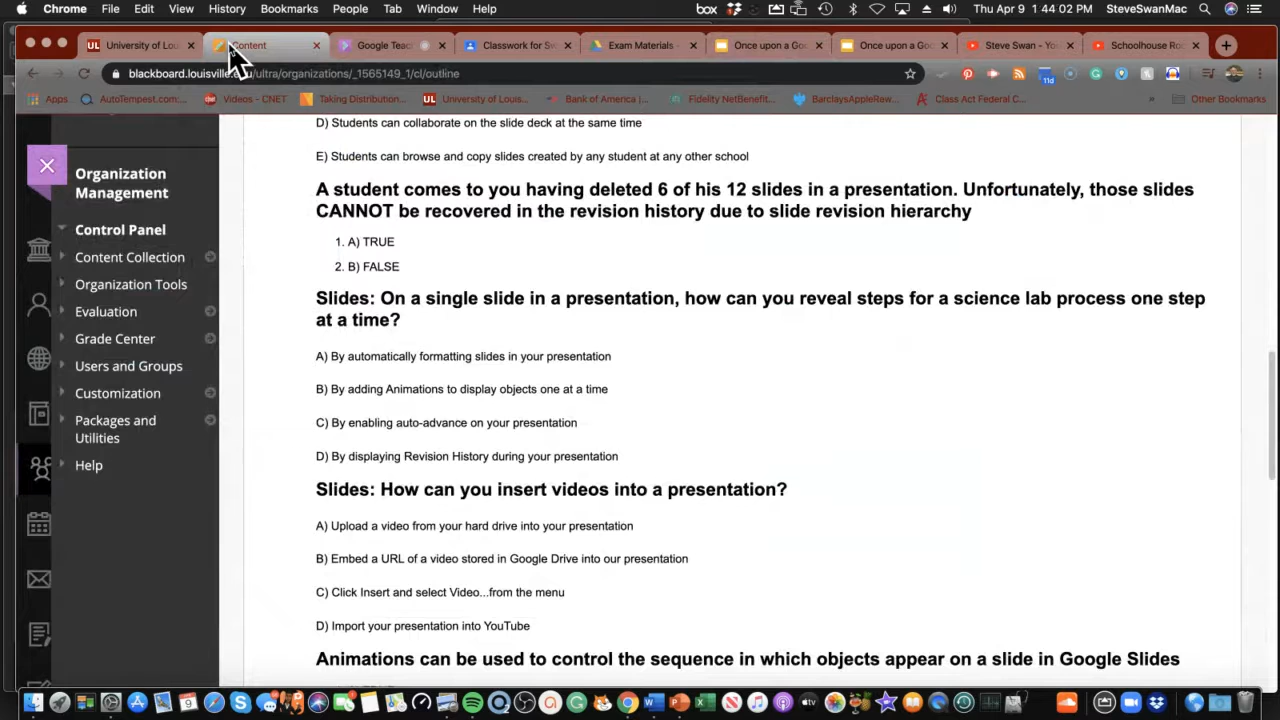 Chrome File Edit View History Bookmarks People Tab Window Help box Thu Apr 9 1:44:02 PM SteveSwanMac
University of Lou Content Google Teac Classwork for Sw Exam Materials - Once upon a Goo Once upon a Goo Steve Swan - You Schoolhouse Roc
blackboard.louisville.e u/ultra/organizations/_1565149_1/cl/outline
11d
Apps AutoTempest.com:... Videos - CNET Taking Distribution... University of Louis... Bank of America |... Fidelity NetBenefit... BarclaysAppleRew... Class Act Federal C... » Other Bookmarks
D) Students can collaborate on the slide deck at the same time
E) Students can browse and copy slides created by any student at any other school
Organization
Management
Control Panel
Content Collection
Organization Tools
Evaluation
Grade Center
Users and Groups
Customization
Packages and
Utilities
Help
A student comes to you having deleted 6 of his 12 slides in a presentation. Unfortunately, those slides
CANNOT be recovered in the revision history due to slide revision hierarchy
1. A) TRUE
2. B) FALSE
Slides: On a single slide in a presentation, how can you reveal steps for a science lab process one step
at a time?
A) By automatically formatting slides in your presentation
B) By adding Animations to display objects one at a time
C) By enabling auto-advance on your presentation
D) By displaying Revision History during your presentation
Slides: How can you insert videos into a presentation?
A) Upload a video from your hard drive into your presentation
B) Embed a URL of a video stored in Google Drive into our presentation
C) Click Insert and select Video...from the menu
D) Import your presentation into YouTube
Animations can be used to control the sequence in which objects appear on a slide in Google Slides